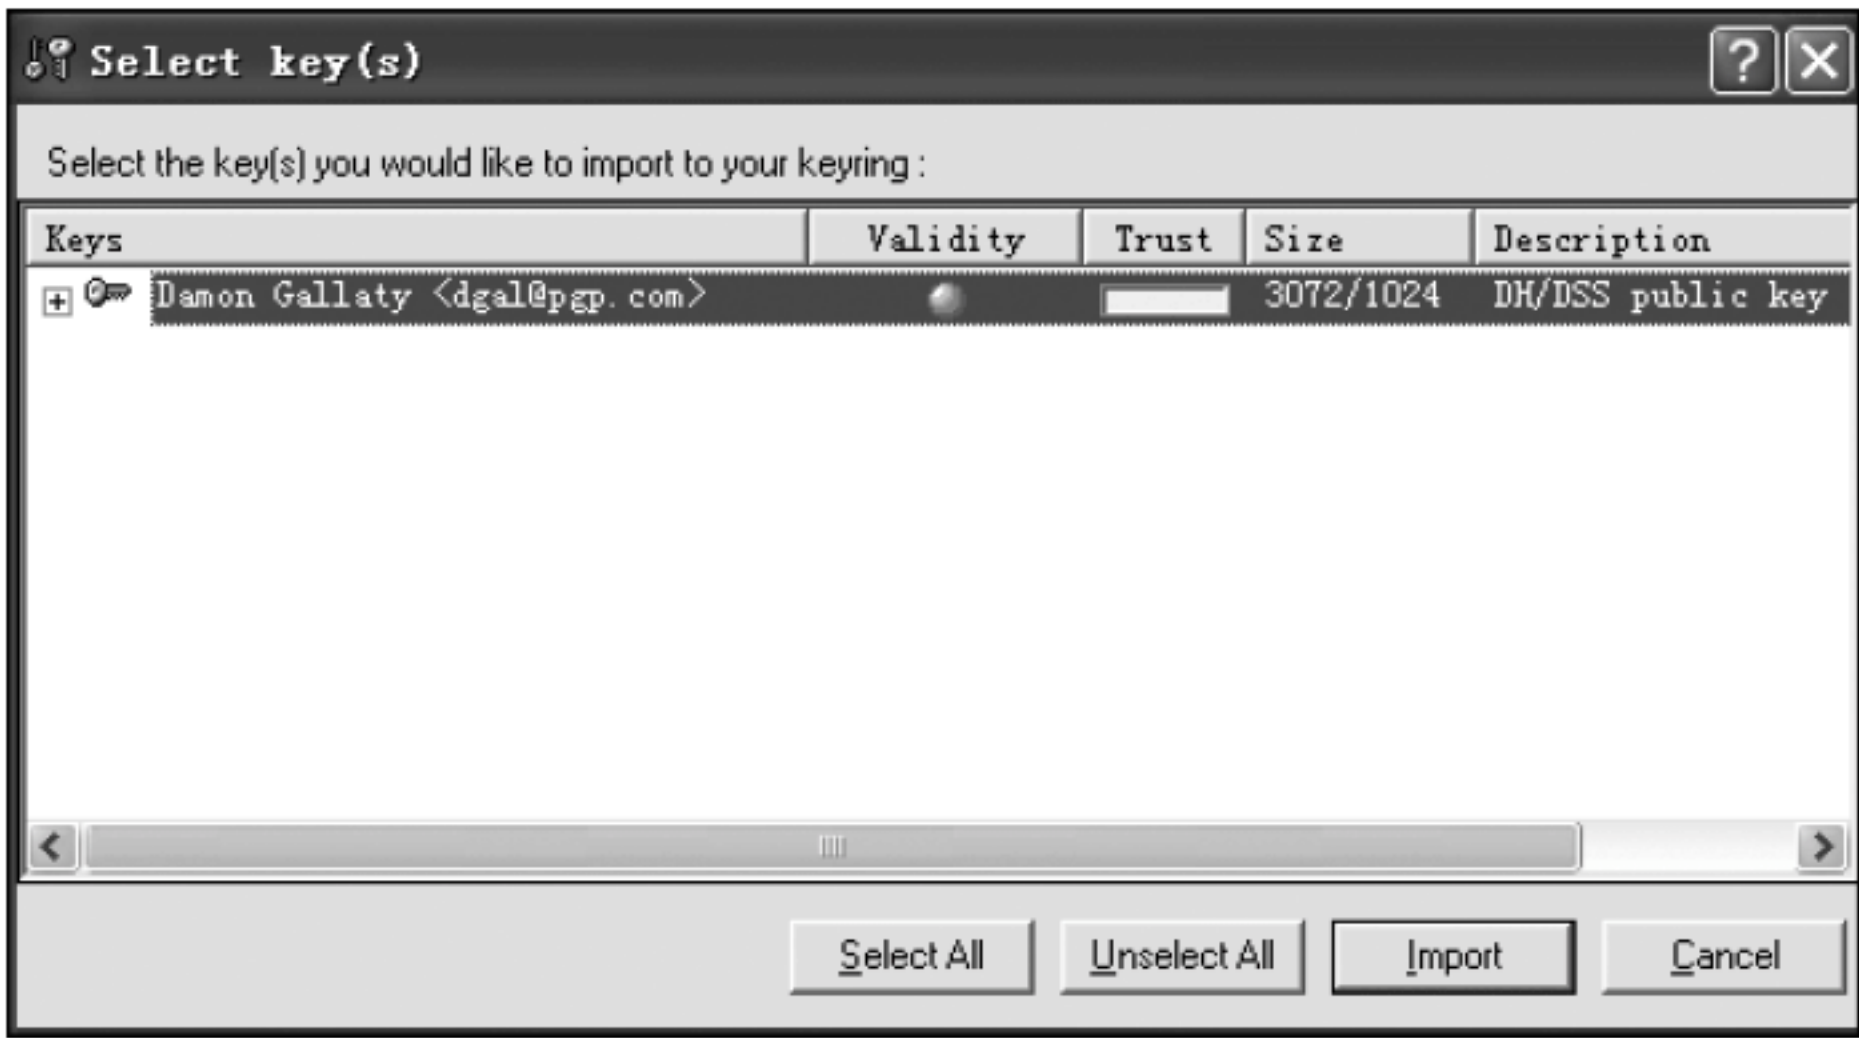 Select key(s)
Select the key(s) you would like to import to your keyring :
Keys Validity Trust Size Description
Damon Gallaty <dgal@pgp.com> 3072/1024 DH/DSS public key
Select All Unselect All Import Cancel